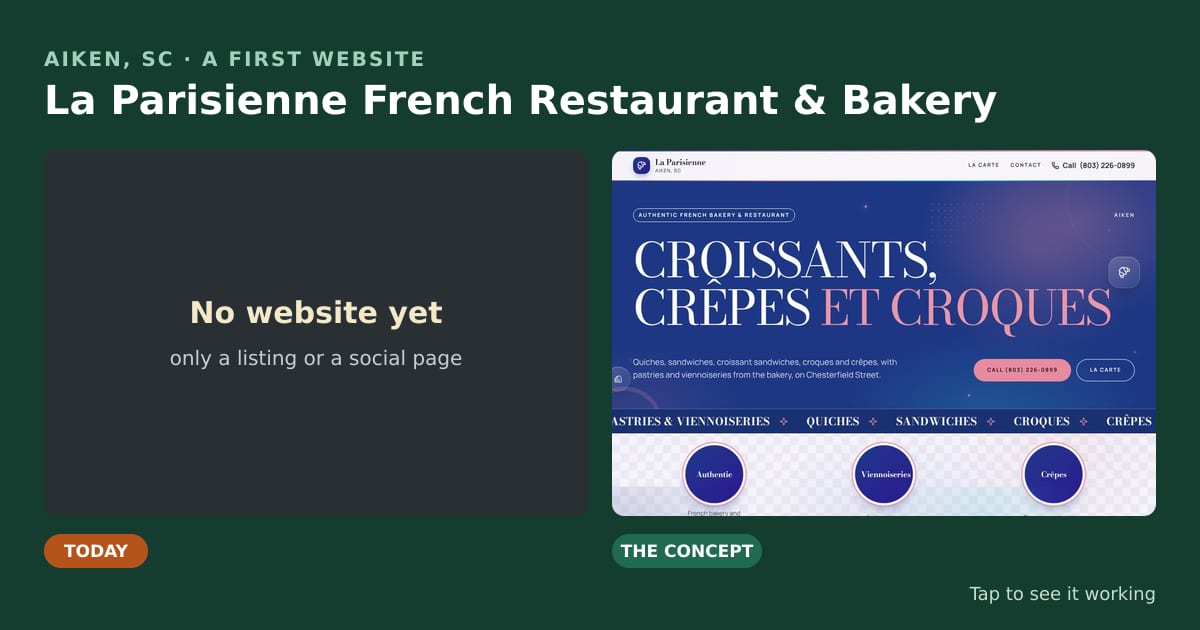 AIKEN, SC · A FIRST WEBSITE
La Parisienne French Restaurant & Bakery
No website yet
only a listing or a social page
TODAY
La Parisienne
AIKEN, SC
LA CARTE
CONTACT
Call (803) 226-0899
AUTHENTIC FRENCH BAKERY & RESTAURANT
AIKEN
CROISSANTS,
CRÊPES ET CROQUES
Quiches, sandwiches, croissant sandwiches, croques and crêpes, with
pastries and viennoiseries from the bakery, on Chesterfield Street.
CALL (803) 226-0899
LA CARTE
ASTRIES & VIENNOISERIES ✧ QUICHES ✧ SANDWICHES ✧ CROQUES ✧ CRÊPES
Authentic
Viennoiseries
Crêpes
French bakery and
THE CONCEPT
Tap to see it working